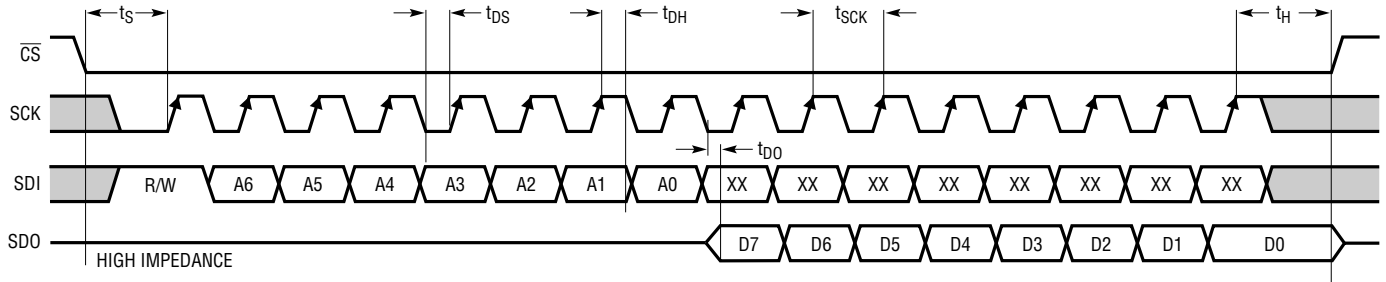 tS tDS tDH tSCK tH
CS
SCK
tDO
SDI R/W A6 A5 A4 A3 A2 A1 A0 XX XX XX XX XX XX XX XX
SDO D7 D6 D5 D4 D3 D2 D1 D0
HIGH IMPEDANCE